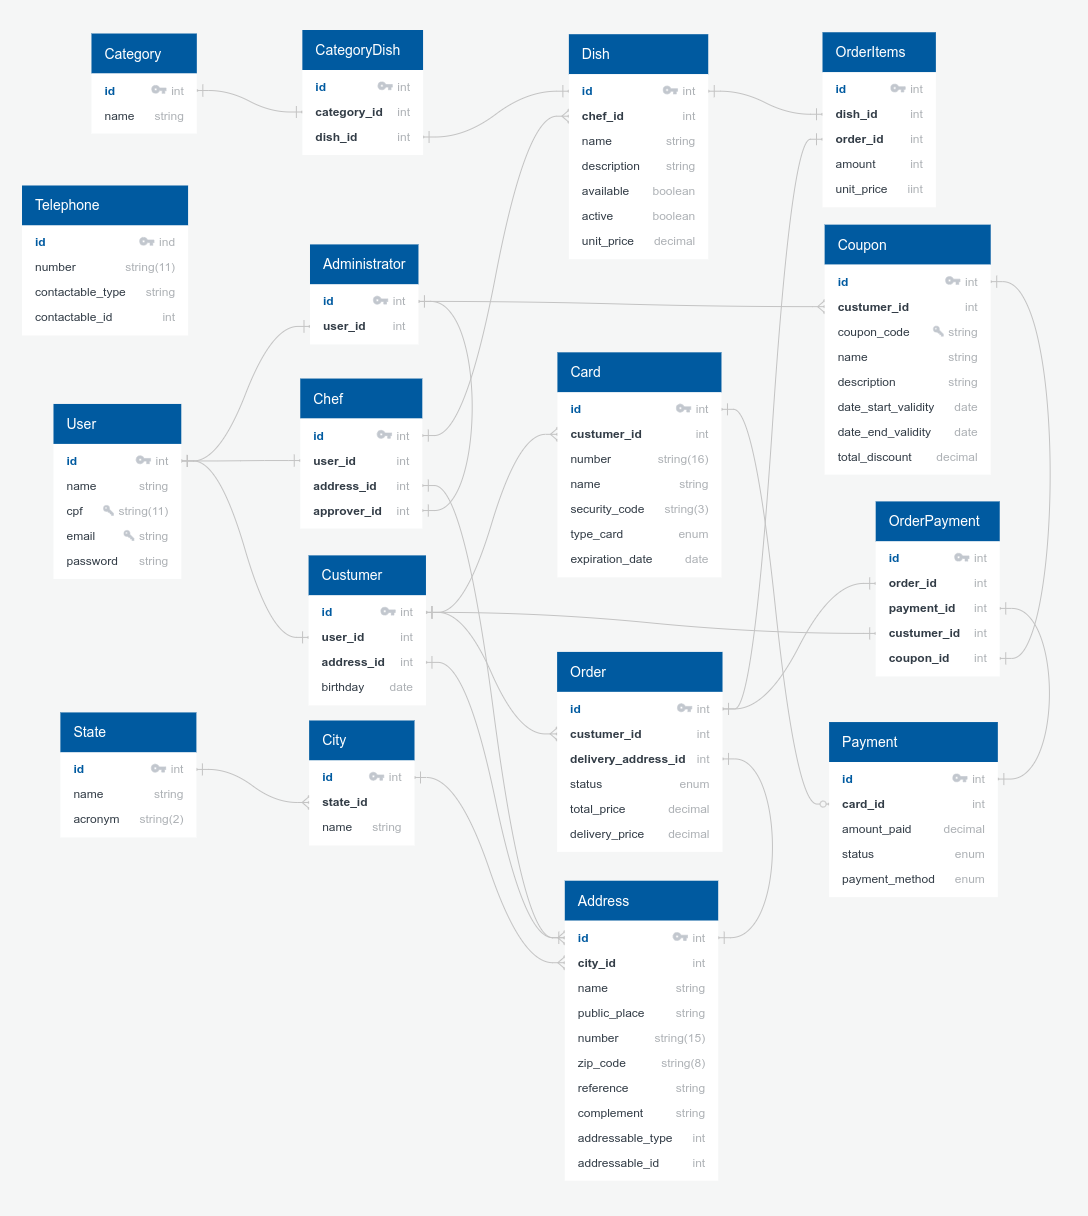 Category
id int
name string
CategoryDish
id int
category_id int
dish_id int
Dish
id int
chef_id int
name string
description string
available boolean
active boolean
unit_price decimal
OrderItems
id int
dish_id int
order_id int
amount int
unit_price iint
Telephone
id ind
number string(11)
contactable_type string
contactable_id int
Administrator
id int
user_id int
Coupon
id int
custumer_id int
coupon_code string
name string
description string
date_start_validity date
date_end_validity date
total_discount decimal
User
id int
name string
cpf string(11)
email string
password string
Chef
id int
user_id int
address_id int
approver_id int
Card
id int
custumer_id int
number string(16)
name string
security_code string(3)
type_card enum
expiration_date date
OrderPayment
id int
order_id int
payment_id int
custumer_id int
coupon_id int
Custumer
id int
user_id int
address_id int
birthday date
Order
id int
custumer_id int
delivery_address_id int
status enum
total_price decimal
delivery_price decimal
State
id int
name string
acronym string(2)
City
id int
state_id
name string
Payment
id int
card_id int
amount_paid decimal
status enum
payment_method enum
Address
id int
city_id int
name string
public_place string
number string(15)
zip_code string(8)
reference string
complement string
addressable_type int
addressable_id int